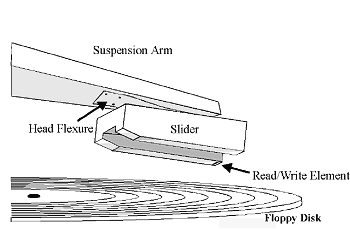 Suspension Arm
Head Flexure
Slider
Read/Write Element
Floppy Disk